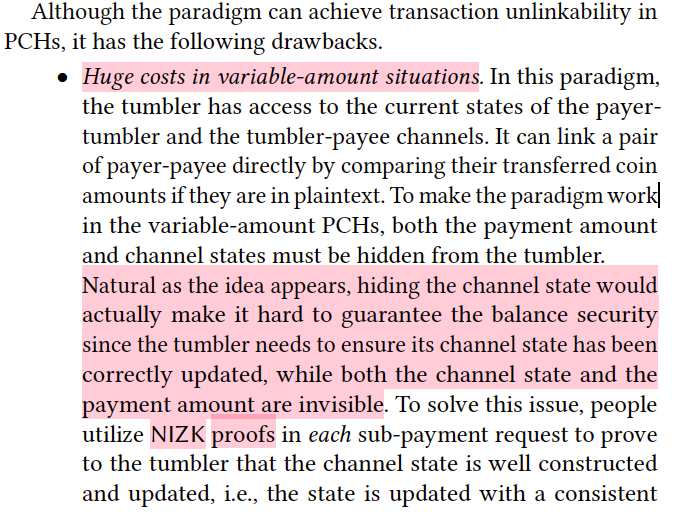 Although the paradigm can achieve transaction unlinkability in
PCHs, it has the following drawbacks.
• Huge costs in variable-amount situations. In this paradigm,
the tumbler has access to the current states of the payer-
tumbler and the tumbler-payee channels. It can link a pair
of payer-payee directly by comparing their transferred coin
amounts if they are in plaintext. To make the paradigm work
in the variable-amount PCHs, both the payment amount
and channel states must be hidden from the tumbler.
Natural as the idea appears, hiding the channel state would
actually make it hard to guarantee the balance security
since the tumbler needs to ensure its channel state has been
correctly updated, while both the channel state and the
payment amount are invisible. To solve this issue, people
utilize NIZK proofs in each sub-payment request to prove
to the tumbler that the channel state is well constructed
and updated, i.e., the state is updated with a consistent